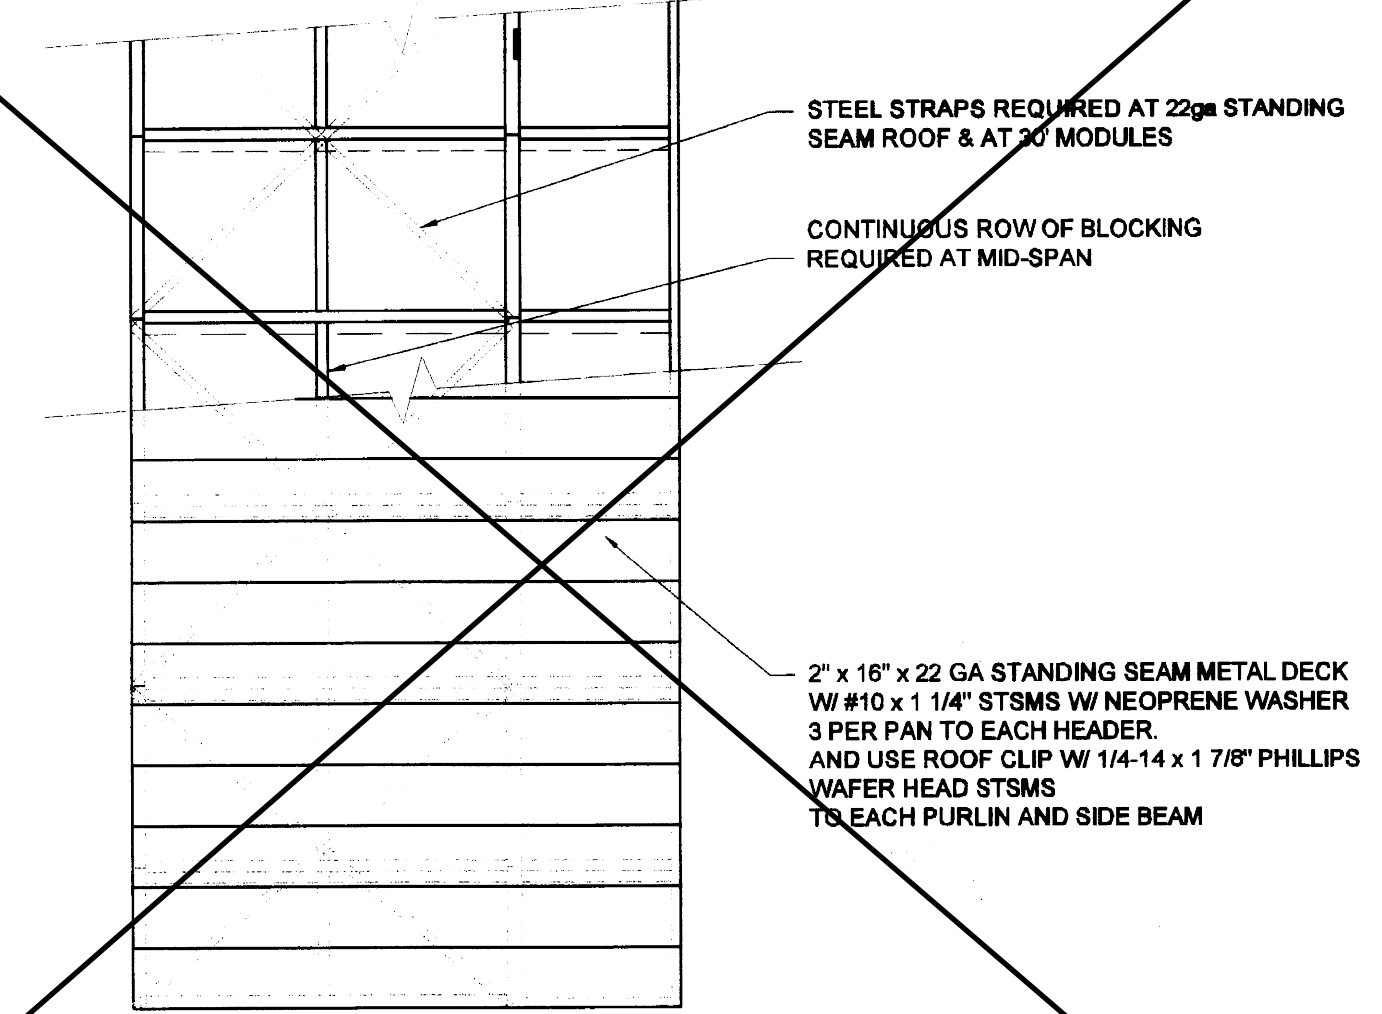 STEEL STRAPS REQUIRED AT 22ga STANDING
SEAM ROOF & AT 30' MODULES
CONTINUOUS ROW OF BLOCKING
REQUIRED AT MID-SPAN
2" x 16" x 22 GA STANDING SEAM METAL DECK
W/ #10 x 1 1/4" STSMS W/ NEOPRENE WASHER
3 PER PAN TO EACH HEADER.
AND USE ROOF CLIP W/ 1/4-14 x 1 7/8" PHILLIPS
WAFER HEAD STSMS
TO EACH PURLIN AND SIDE BEAM